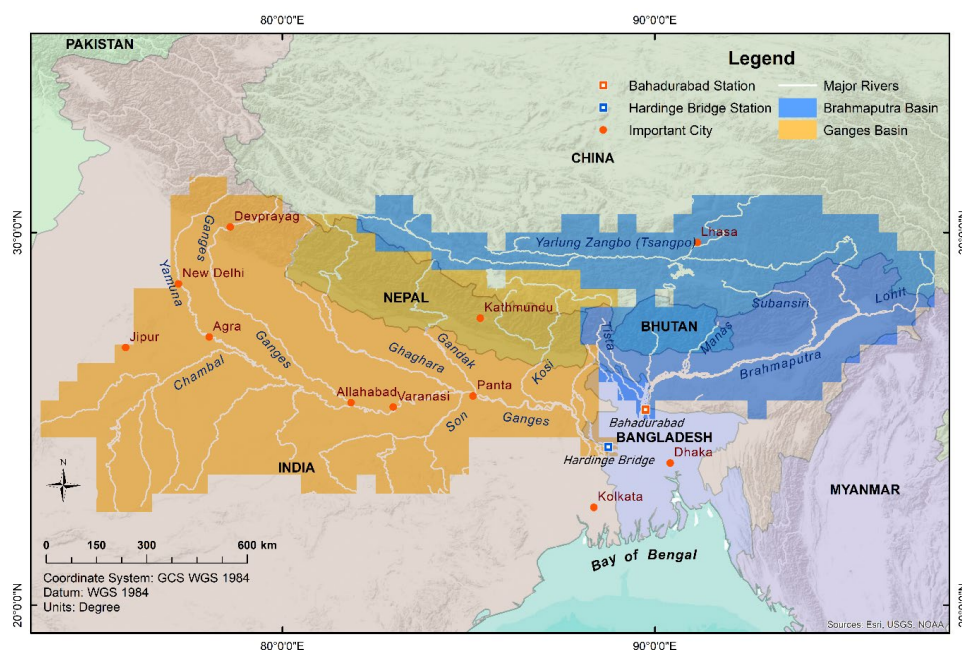 80°0'0"E
90°0'0"E
PAKISTAN
Legend
Bahadurabad Station
Major Rivers
Hardinge Bridge Station
Brahmaputra Basin
Important City
Ganges Basin
CHINA
30°0'0"N
Devprayag
Ganges
Lhasa
Yarlung Zangbo (Tsangpo)
New Delhi
Yamuna
NEPAL
Kathmundu
Subansiri
Lohit
BHUTAN
Manas
Tista
Agra
Jipur
Ganges
Ghaghara
Gandak
Kosi
Brahmaputra
Chambal
Allahabad
Varanasi
Panta
Son
Ganges
Bahadurabad
BANGLADESH
Hardinge Bridge
Dhaka
INDIA
MYANMAR
N
Kolkata
Bay of Bengal
0 150 300 600 km
Coordinate System: GCS WGS 1984
Datum: WGS 1984
Units: Degree
20°0'0"N
Sources: Esri, USGS, NOAA
80°0'0"E
90°0'0"E